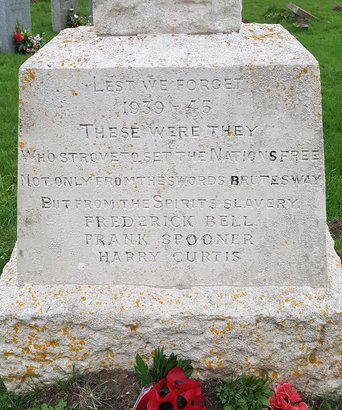 LEST WE FORGET
1939-45
THESE WERE THEY
WHO STROVE TO SET THE NATIONS FREE
NOT ONLY FROM THE SWORDS BRUTE SWAY
BUT FROM THE SPIRITS SLAVERY
FREDERICK BELL
FRANK SPOONER
HARRY CURTIS